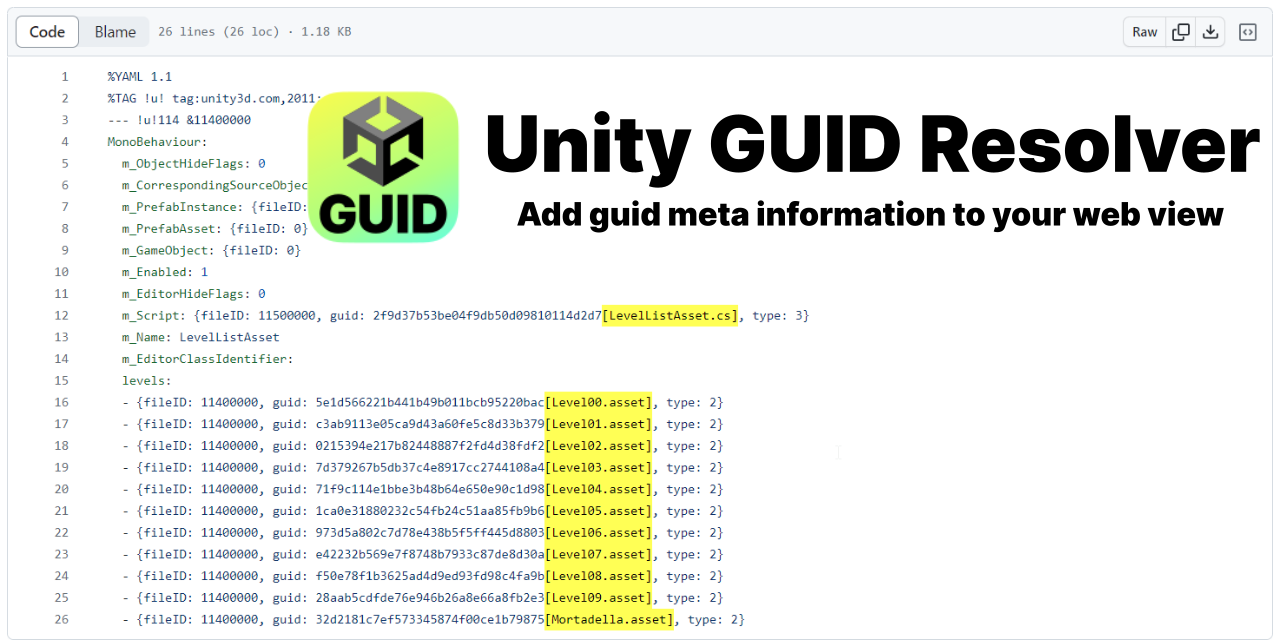 Code Blame 26 lines (26 loc) · 1.18 KB Raw
1 %YAML 1.1
2 %TAG !u! tag:unity3d.com,2011:
3 --- !u!114 &11400000
4 MonoBehaviour:
5 m_ObjectHideFlags: 0
6 m_CorrespondingSourceObjec
7 m_PrefabInstance: {fileID:
8 m_PrefabAsset: {fileID: 0}
9 m_GameObject: {fileID: 0}
10 m_Enabled: 1
11 m_EditorHideFlags: 0
12 m_Script: {fileID: 11500000, guid: 2f9d37b53be04f9db50d09810114d2d7[LevelListAsset.cs], type: 3}
13 m_Name: LevelListAsset
14 m_EditorClassIdentifier:
15 levels:
16 - {fileID: 11400000, guid: 5e1d566221b441b49b011bcb95220bac[Level00.asset], type: 2}
17 - {fileID: 11400000, guid: c3ab9113e05ca9d43a60fe5c8d33b379[Level01.asset], type: 2}
18 - {fileID: 11400000, guid: 0215394e217b82448887f2fd4d38fdf2[Level02.asset], type: 2}
19 - {fileID: 11400000, guid: 7d379267b5db37c4e8917cc2744108a4[Level03.asset], type: 2}
20 - {fileID: 11400000, guid: 71f9c114e1bbe3b48b64e650e90c1d98[Level04.asset], type: 2}
21 - {fileID: 11400000, guid: 1ca0e31880232c54fb24c51aa85fb9b6[Level05.asset], type: 2}
22 - {fileID: 11400000, guid: 973d5a802c7d78e438b5f5ff445d8803[Level06.asset], type: 2}
23 - {fileID: 11400000, guid: e42232b569e7f8748b7933c87de8d30a[Level07.asset], type: 2}
24 - {fileID: 11400000, guid: f50e78f1b3625ad4d9ed93fd98c4fa9b[Level08.asset], type: 2}
25 - {fileID: 11400000, guid: 28aab5cdfde76e946b26a8e66a8fb2e3[Level09.asset], type: 2}
26 - {fileID: 11400000, guid: 32d2181c7ef573345874f00ce1b79875[Mortadella.asset], type: 2}
GUID
Unity GUID Resolver
Add guid meta information to your web view